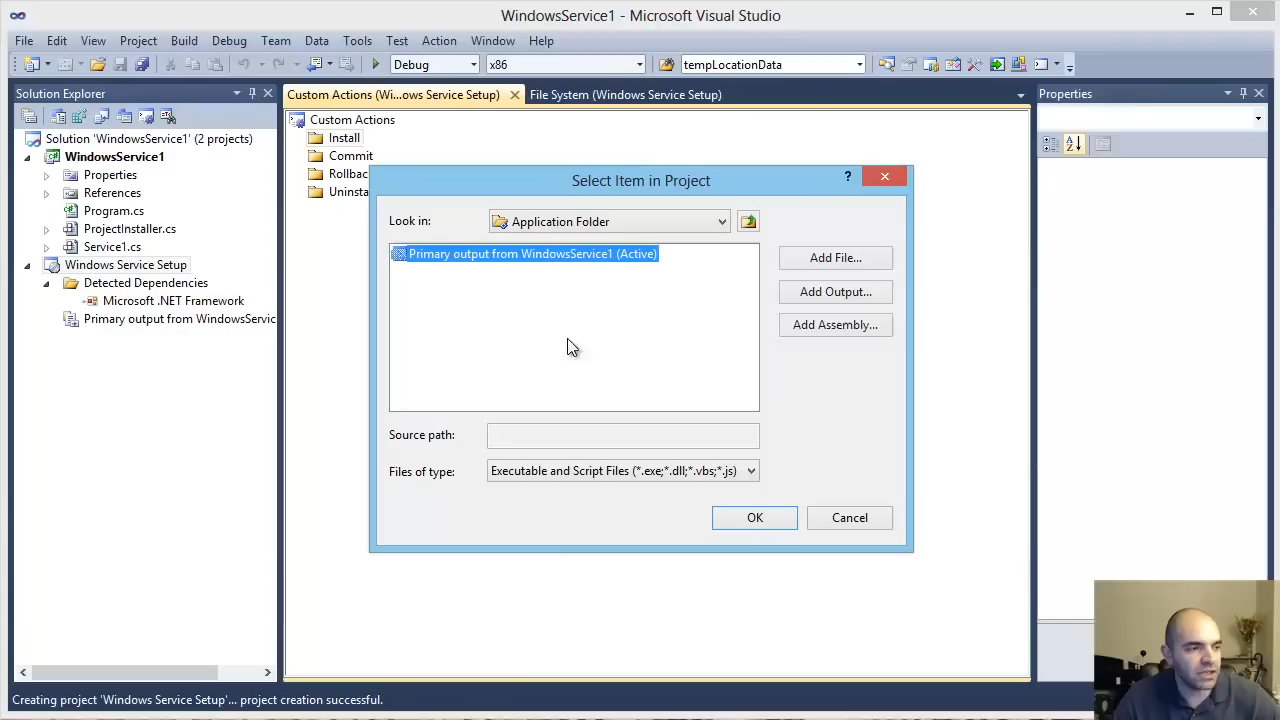 WindowsService1 - Microsoft Visual Studio
File Edit View Project Build Debug Team Data Tools Test Action Window Help
Debug x86 tempLocationData
Solution Explorer
Custom Actions (Wi...ows Service Setup) File System (Windows Service Setup)
Properties
Solution 'WindowsService1' (2 projects)
WindowsService1
Properties
References
Program.cs
ProjectInstaller.cs
Service1.cs
Windows Service Setup
Detected Dependencies
Microsoft .NET Framework
Primary output from WindowsServic
Custom Actions
Install
Commit
Rollbac
Uninsta
Select Item in Project
?
Look in: Application Folder
Primary output from WindowsService1 (Active)
Add File...
Add Output...
Add Assembly...
Source path:
Files of type: Executable and Script Files (*.exe;*.dll;*.vbs;*.js)
OK Cancel
Creating project 'Windows Service Setup'... project creation successful.